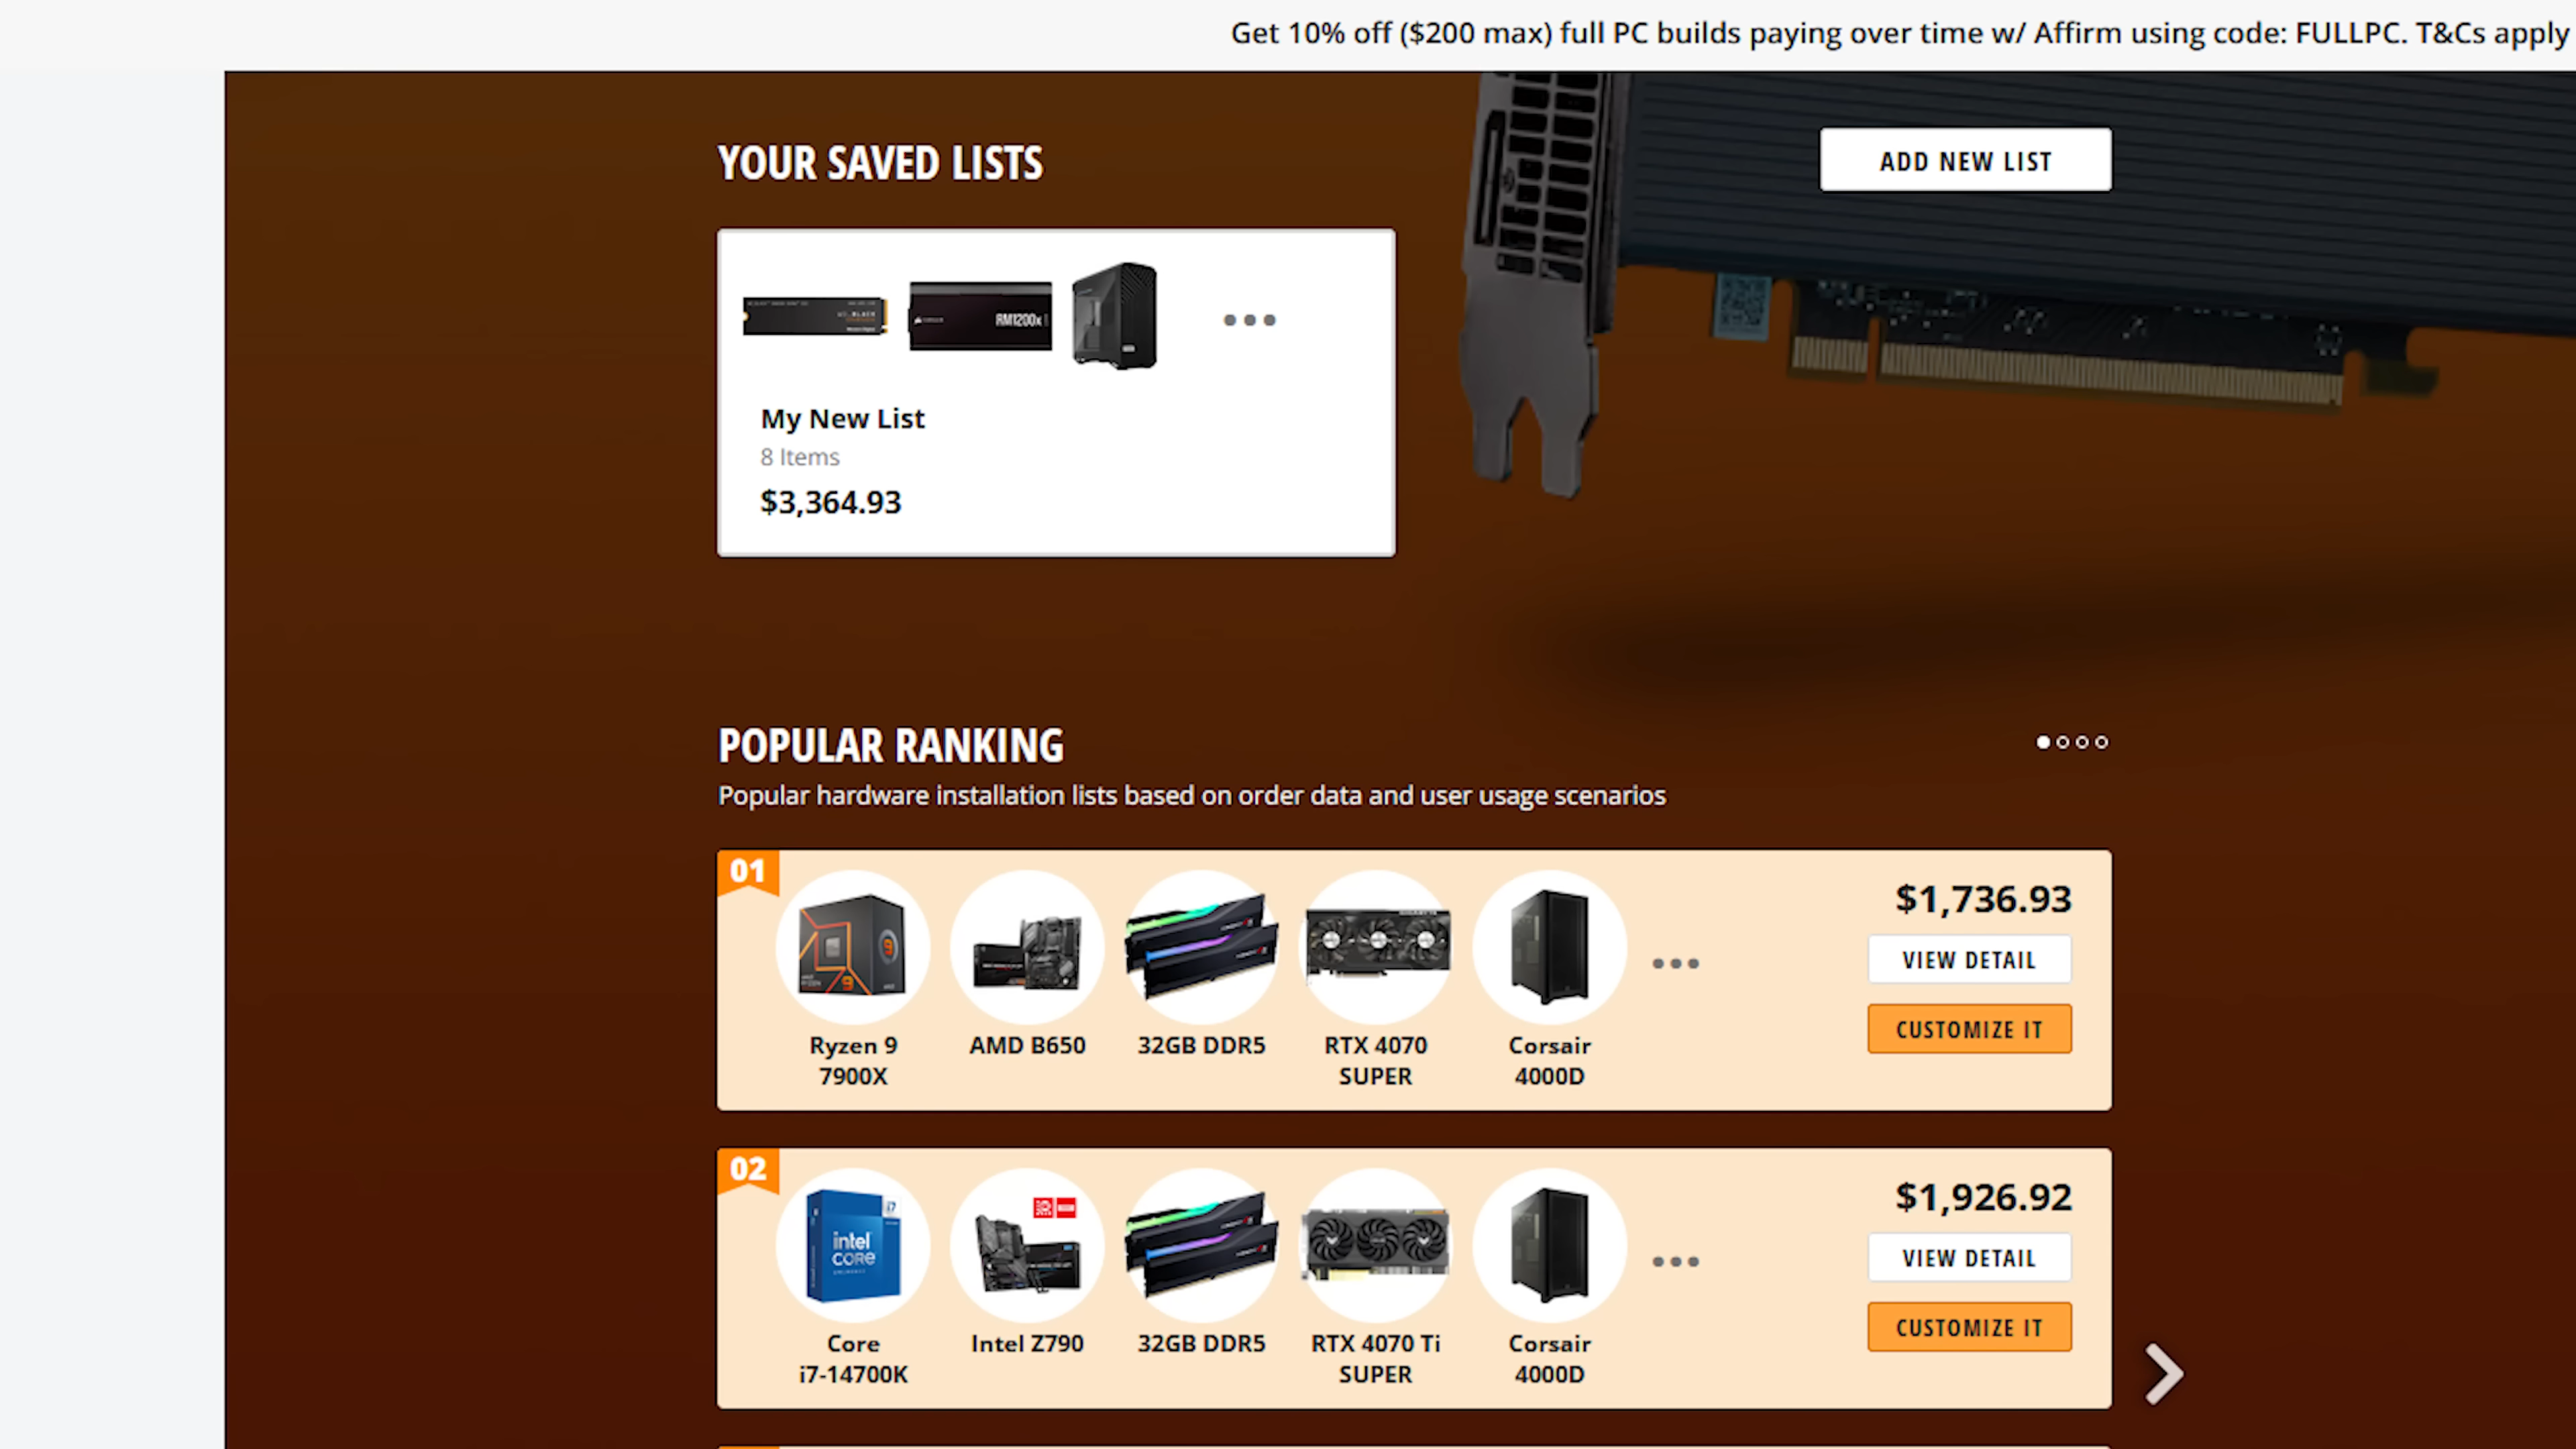 Get 10% off ($200 max) full PC builds paying over time w/ Affirm using code: FULLPC. T&Cs apply
YOUR SAVED LISTS
ADD NEW LIST
RM1200x
My New List
8 Items
$3,364.93
POPULAR RANKING
Popular hardware installation lists based on order data and user usage scenarios
01
$1,736.93
VIEW DETAIL
CUSTOMIZE IT
Ryzen 9
7900X
AMD B650
32GB DDR5
RTX 4070
SUPER
Corsair
4000D
02
intel
CORE
i7
$1,926.92
VIEW DETAIL
CUSTOMIZE IT
Core
i7-14700K
Intel Z790
32GB DDR5
RTX 4070 Ti
SUPER
Corsair
4000D